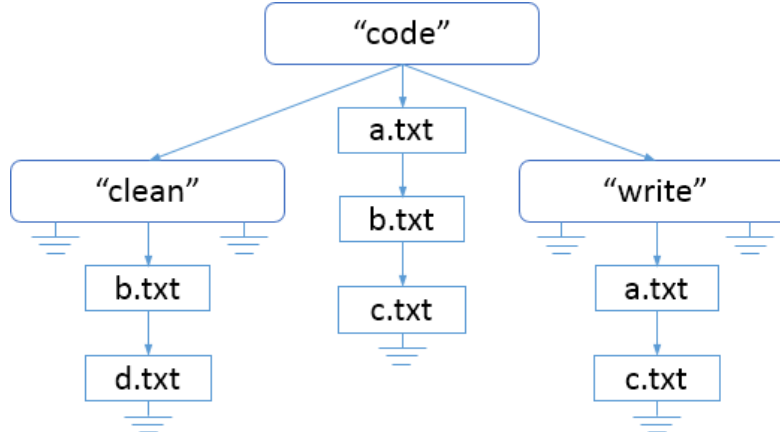 “code”
a.txt
“clean”
“write”
b.txt
b.txt
a.txt
c.txt
d.txt
c.txt